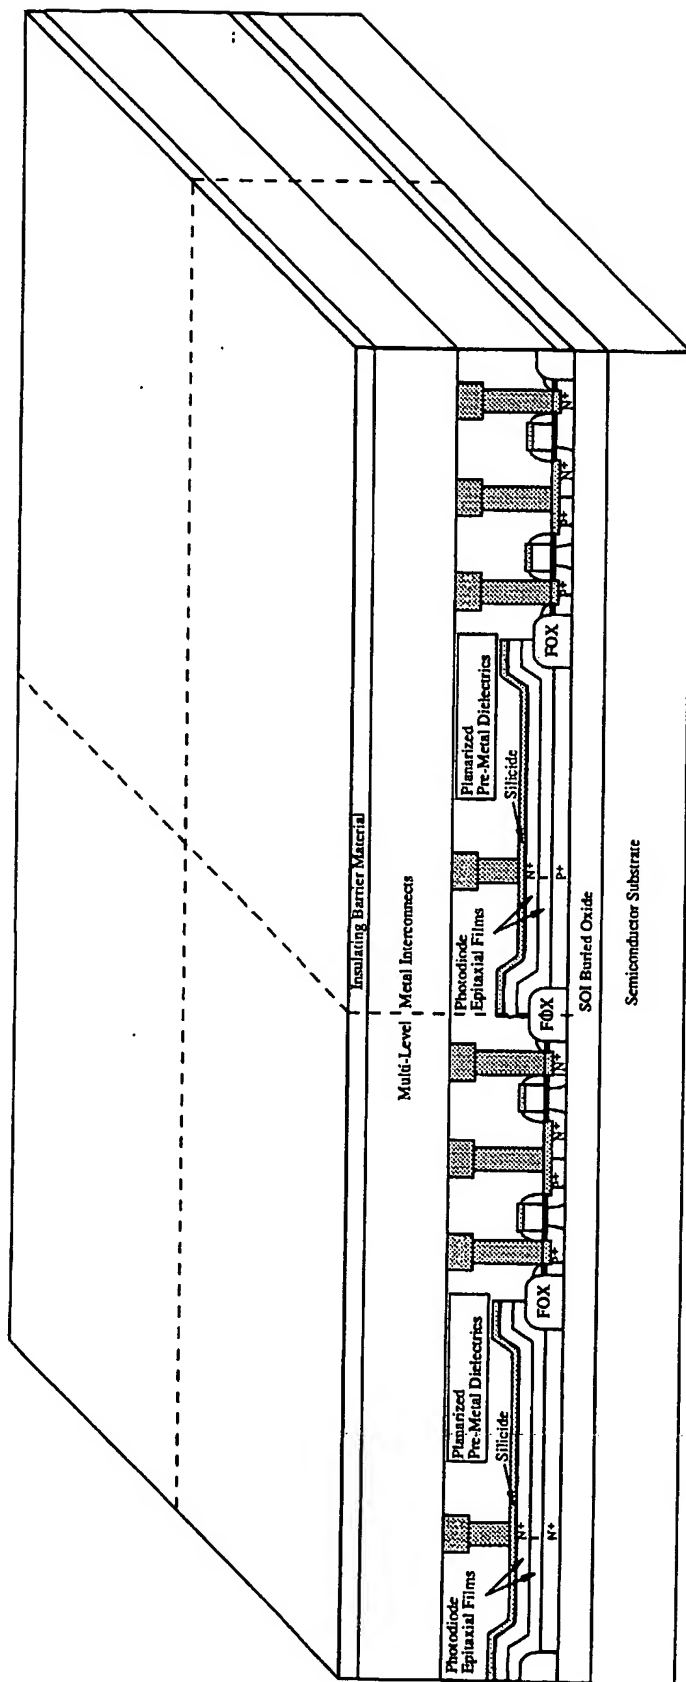 Insulating Barrier Material
Multi-Level Metal Interconnects
Photodiode
Epitaxial Films
Planarized
Pre-Metal Dielectrics
Silicide
N+
I
N+
FOX
P+
P+
N+
N+
FOX
Photodiode
Epitaxial Films
Planarized
Pre-Metal Dielectrics
Silicide
N+
I
P+
FOX
P+
P+
N+
N+
SOI Buried Oxide
Semiconductor Substrate